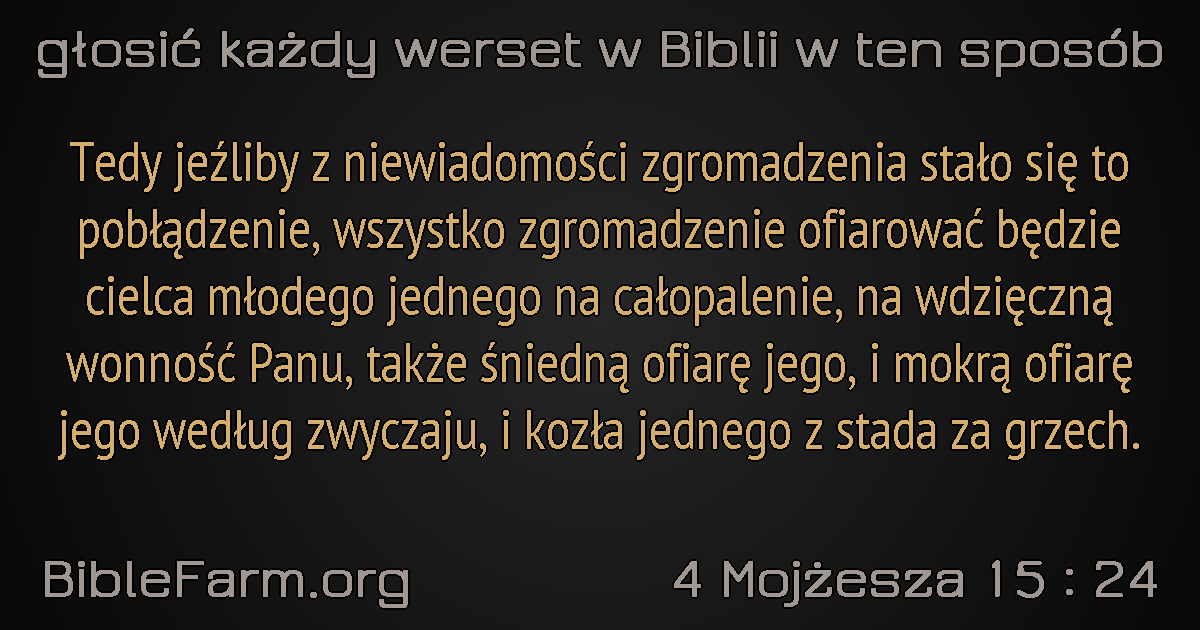 głosić każdy werset w Biblii w ten sposób
Tedy jeźliby z niewiadomości zgromadzenia stało się to
pobłądzenie, wszystko zgromadzenie ofiarować będzie
cielca młodego jednego na całopalenie, na wdzięczną
wonność Panu, także śniedną ofiarę jego, i mokrą ofiarę
jego według zwyczaju, i kozła jednego z stada za grzech.
BibleFarm.org
4 Mojżesza 15 : 24